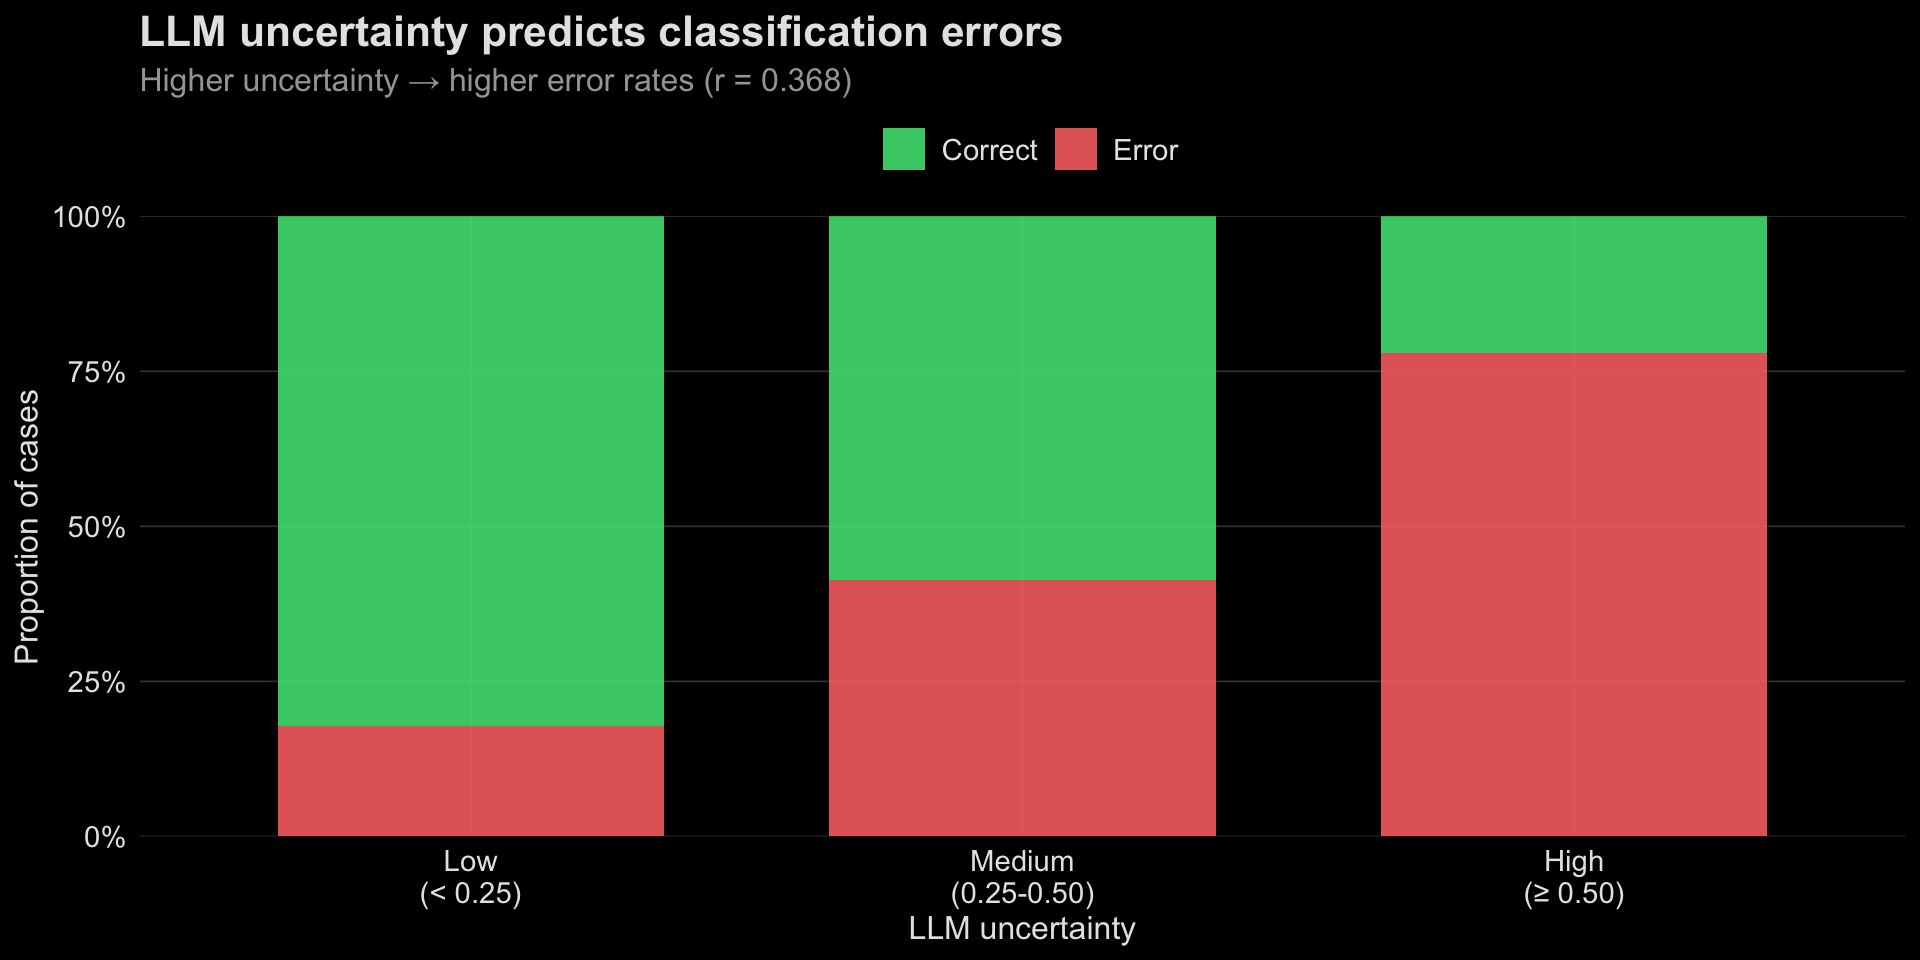 LLM uncertainty predicts classification errors
Higher uncertainty → higher error rates (r = 0.368)
Correct
Error
100%
75%
50%
25%
0%
Proportion of cases
Low
(< 0.25)
Medium
(0.25-0.50)
High
(≥ 0.50)
LLM uncertainty